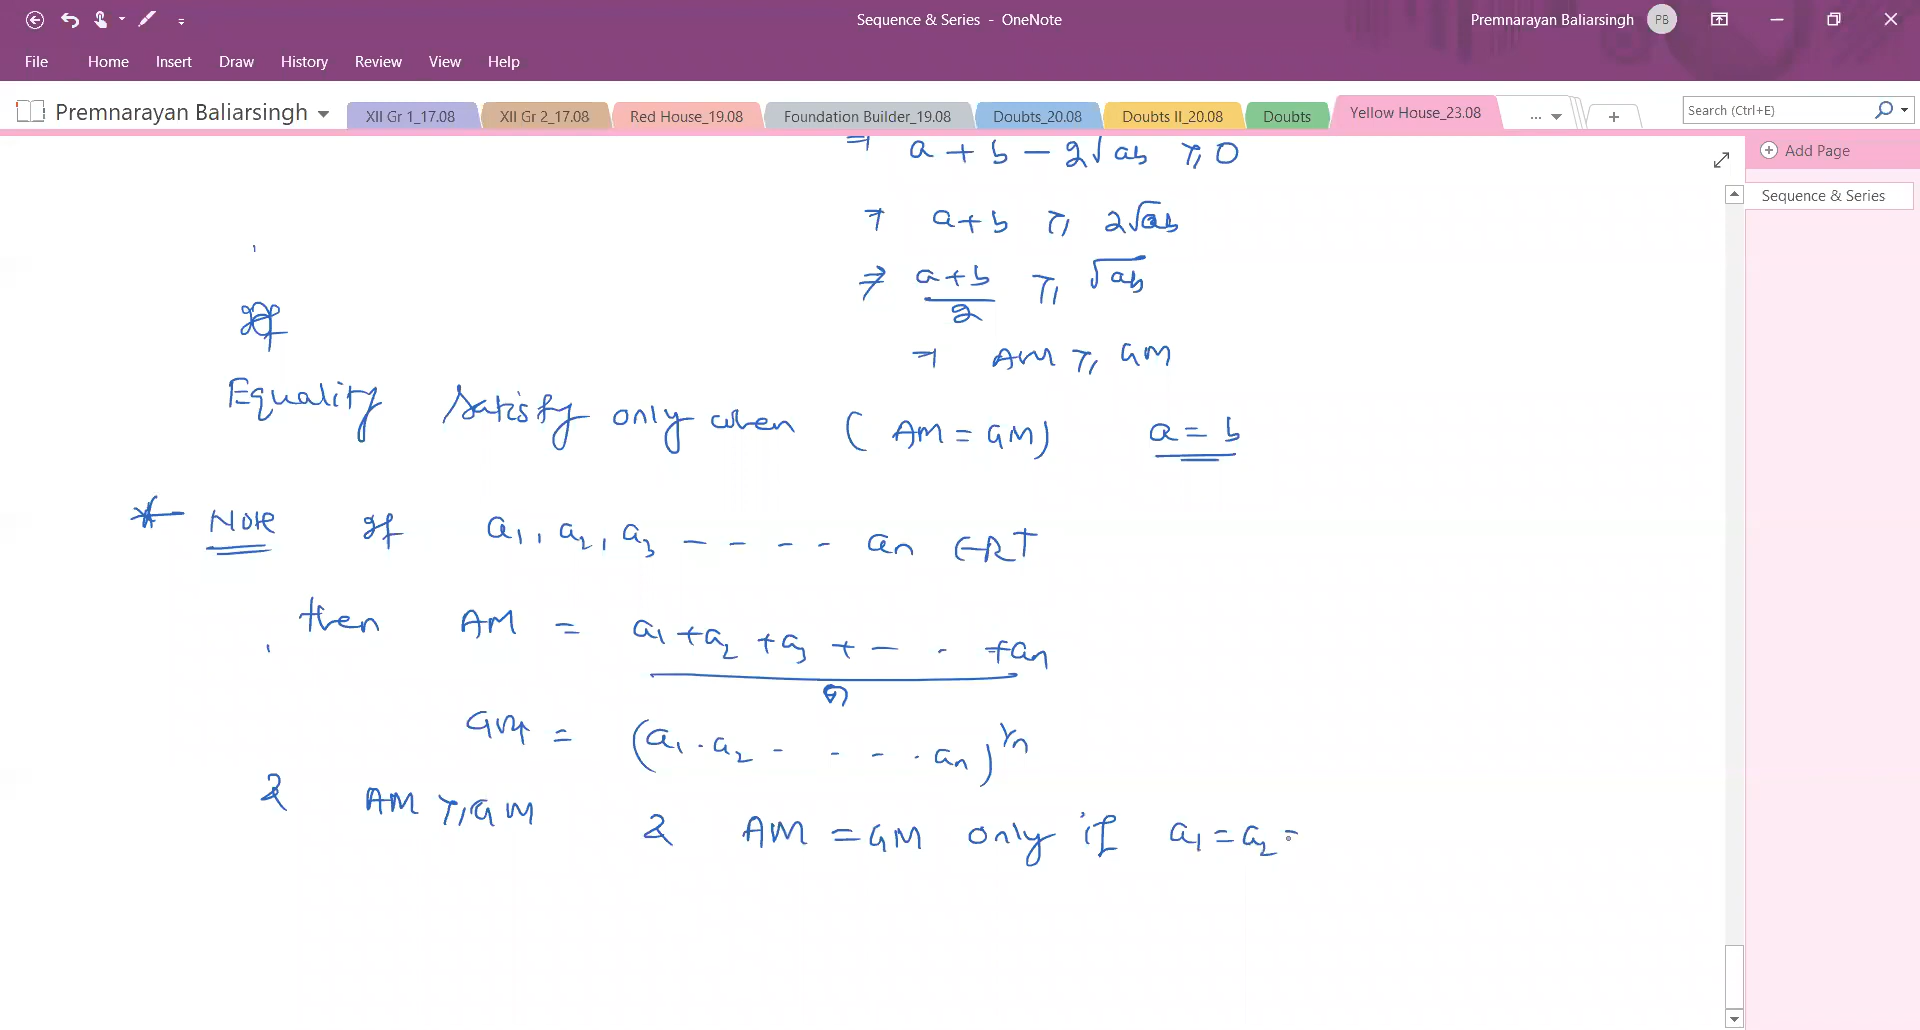 Sequence & Series - OneNote
Premnarayan Baliarsingh PB
File Home Insert Draw History Review View Help
Premnarayan Baliarsingh
XII Gr 1_17.08
XII Gr 2_17.08
Red House_19.08
Foundation Builder_19.08
Doubts_20.08
Doubts II_20.08
Doubts
Yellow House_23.08
...
Search (Ctrl+E)
Add Page
Sequence & Series
⇒ a + b - 2√ab ≥ 0
⇒ a+b ≥ 2√ab
⇒ (a+b)/2 ≥ √ab
⇒ AM ≥ GM
Equality satisfy only when (AM = GM) a = b
* Note If a1, a2, a3 - - - - an ∈ R+
then AM = (a1 + a2 + a3 + - . + an)/n
GM = (a1 . a2 - - - . an)^1/n
& AM ≥ GM & AM = GM only if a1 = a2 =